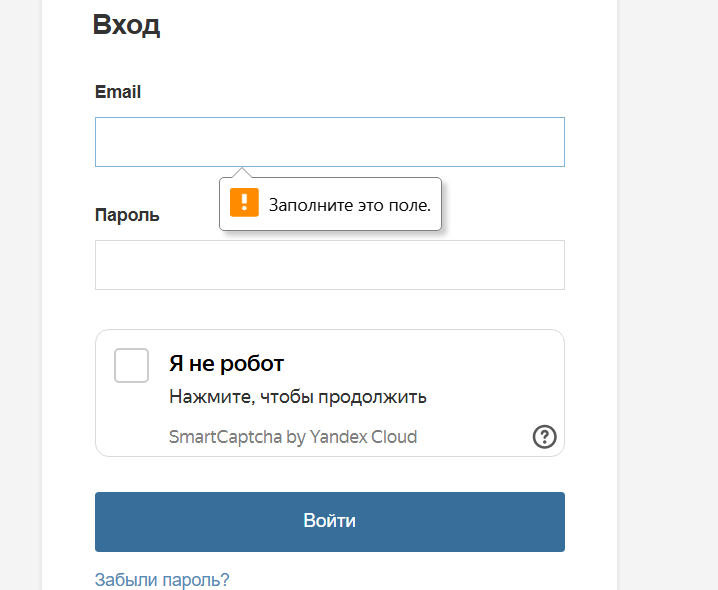 Вход
Email
Заполните это поле.
Пароль
Я не робот
Нажмите, чтобы продолжить
SmartCaptcha by Yandex Cloud
Войти
Забыли пароль?